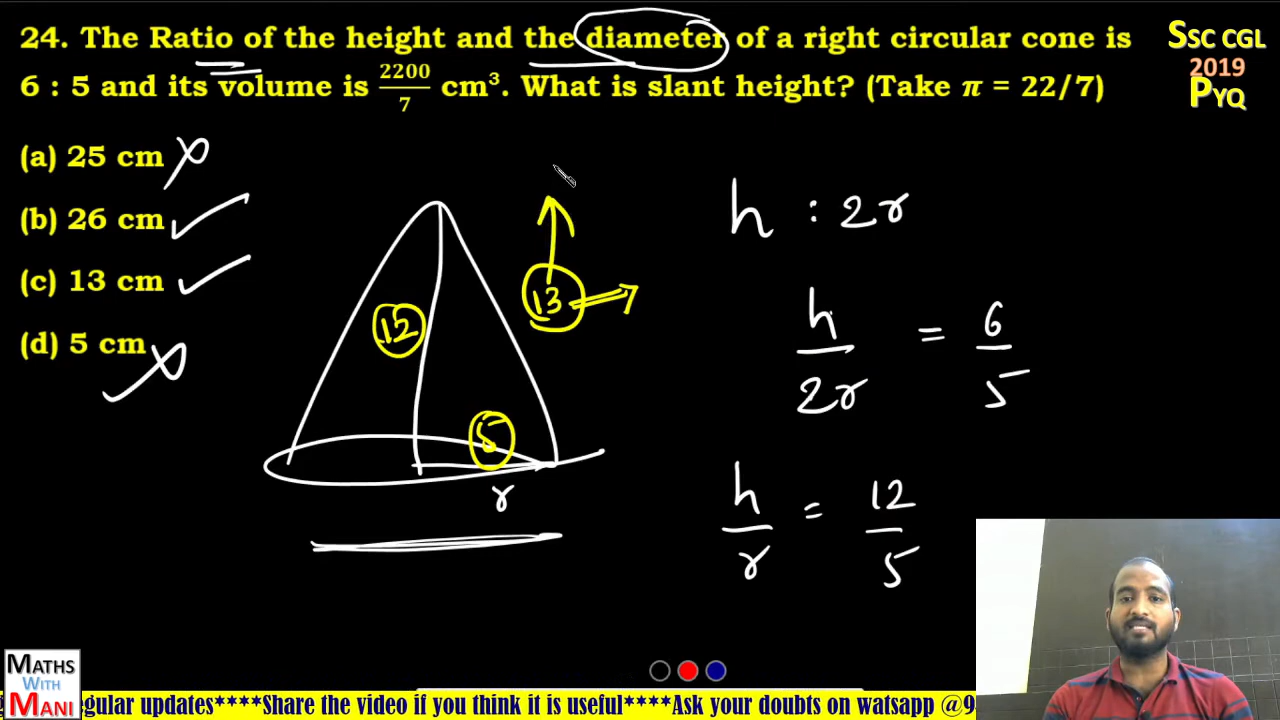 24. The Ratio of the height and the diameter of a right circular cone is
6 : 5 and its volume is 2200/7 cm³. What is slant height? (Take π = 22/7)
SSC CGL
2019
PYQ
(a) 25 cm
(b) 26 cm
(c) 13 cm
(d) 5 cm
12
13
5
r
h : 2r
h/2r = 6/5
h/r = 12/5
MATHS
WITH
MANI
gular updates****Share the video if you think it is useful****Ask your doubts on watsapp @9